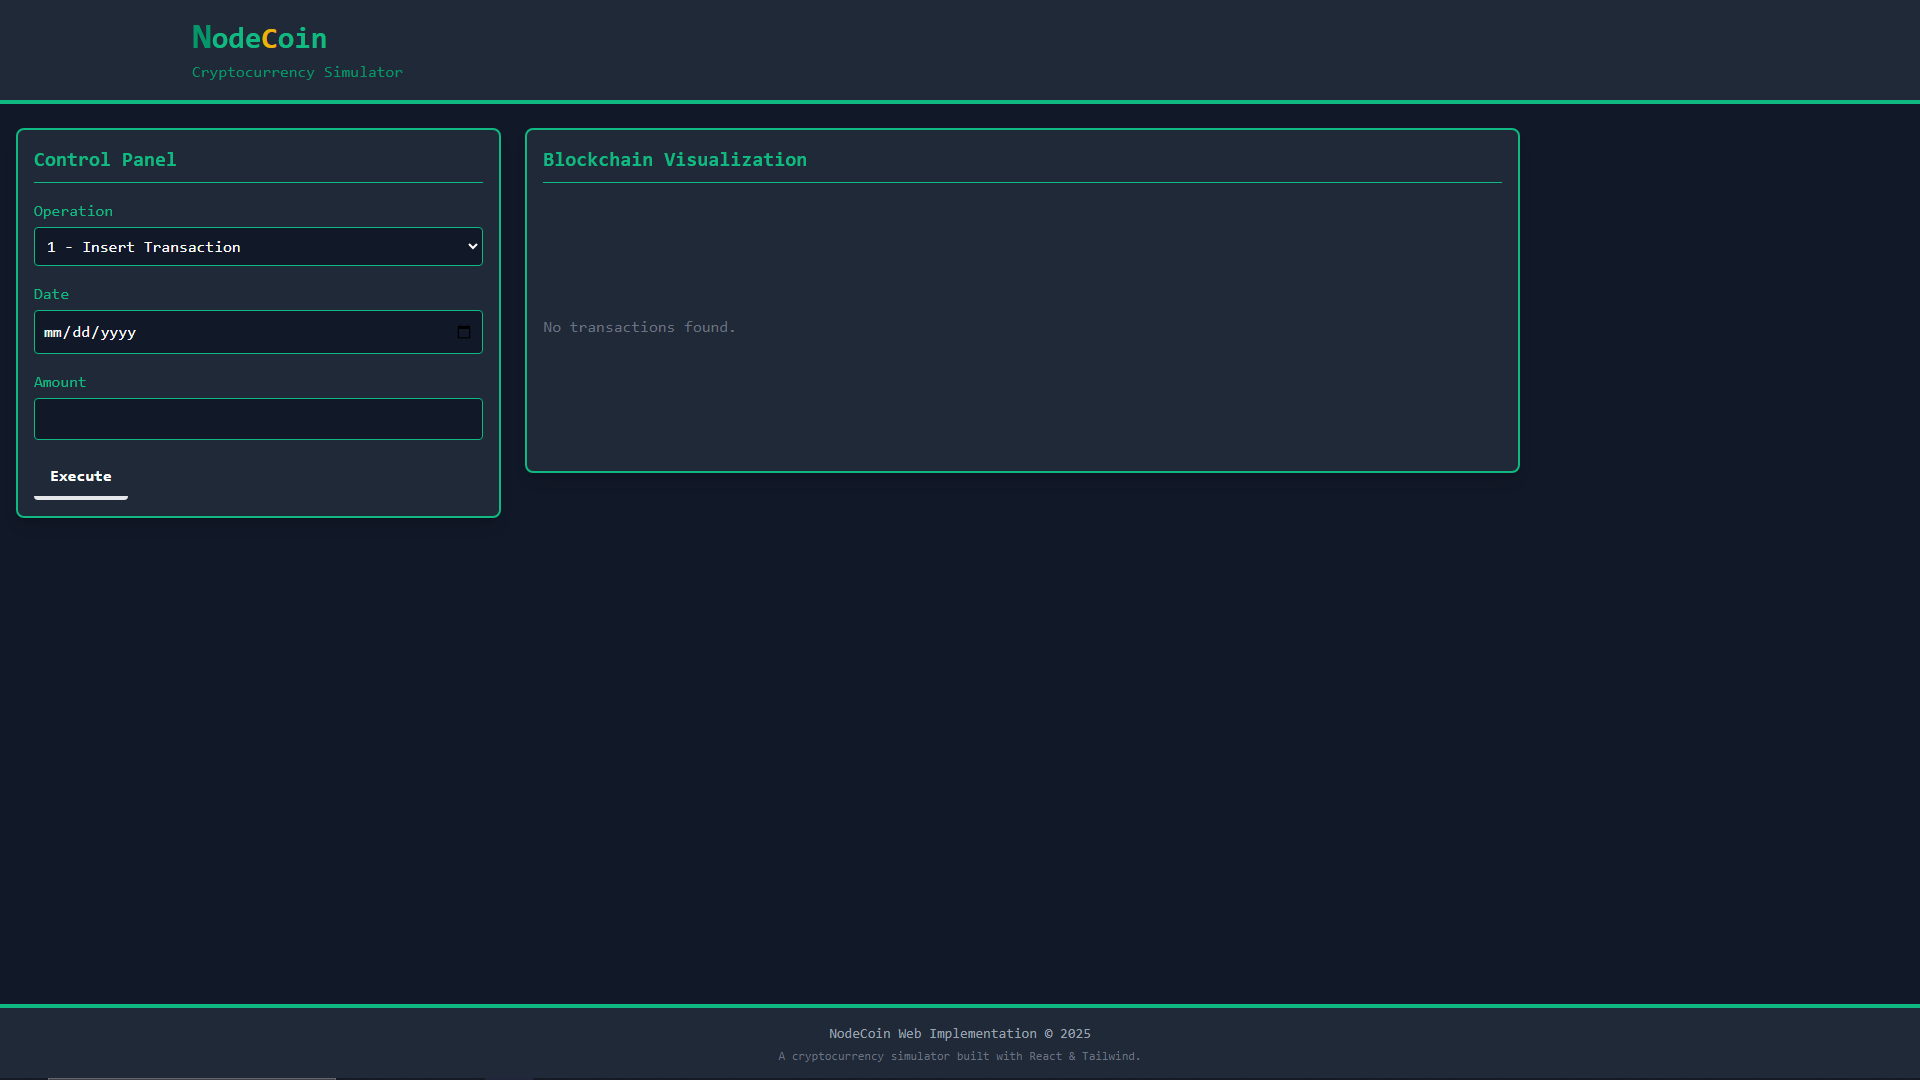 NodeCoin
Cryptocurrency Simulator
Control Panel
Operation
1 - Insert Transaction
Date
mm/dd/yyyy
Amount
Execute
Blockchain Visualization
No transactions found.
NodeCoin Web Implementation © 2025
A cryptocurrency simulator built with React & Tailwind.